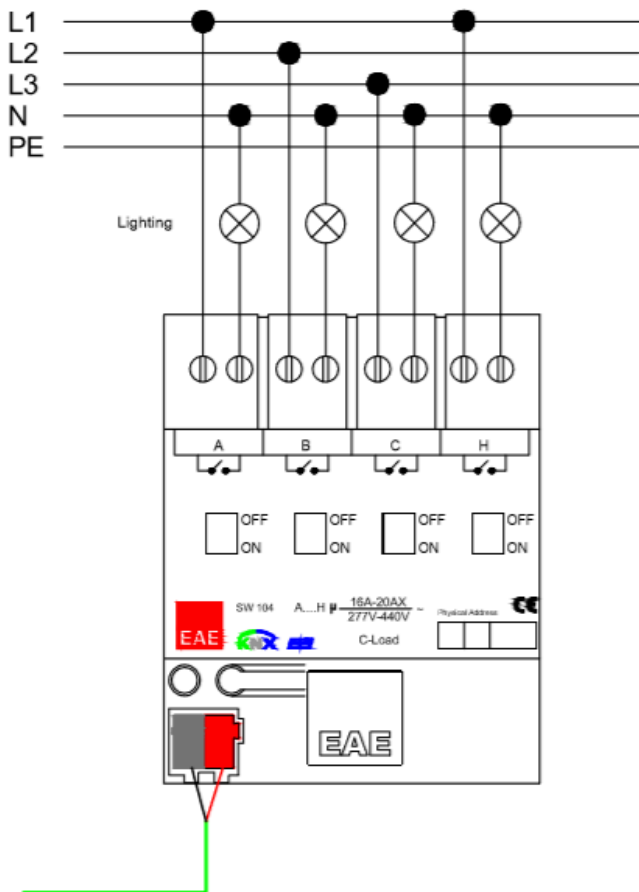 L1
L2
L3
N
PE
Lighting
A B C H
OFF OFF OFF OFF
ON ON ON ON
SW 104 A....H µ 16A-20AX ~ Physical Address CE
277V-440V
EAE KNX C-Load
EAE